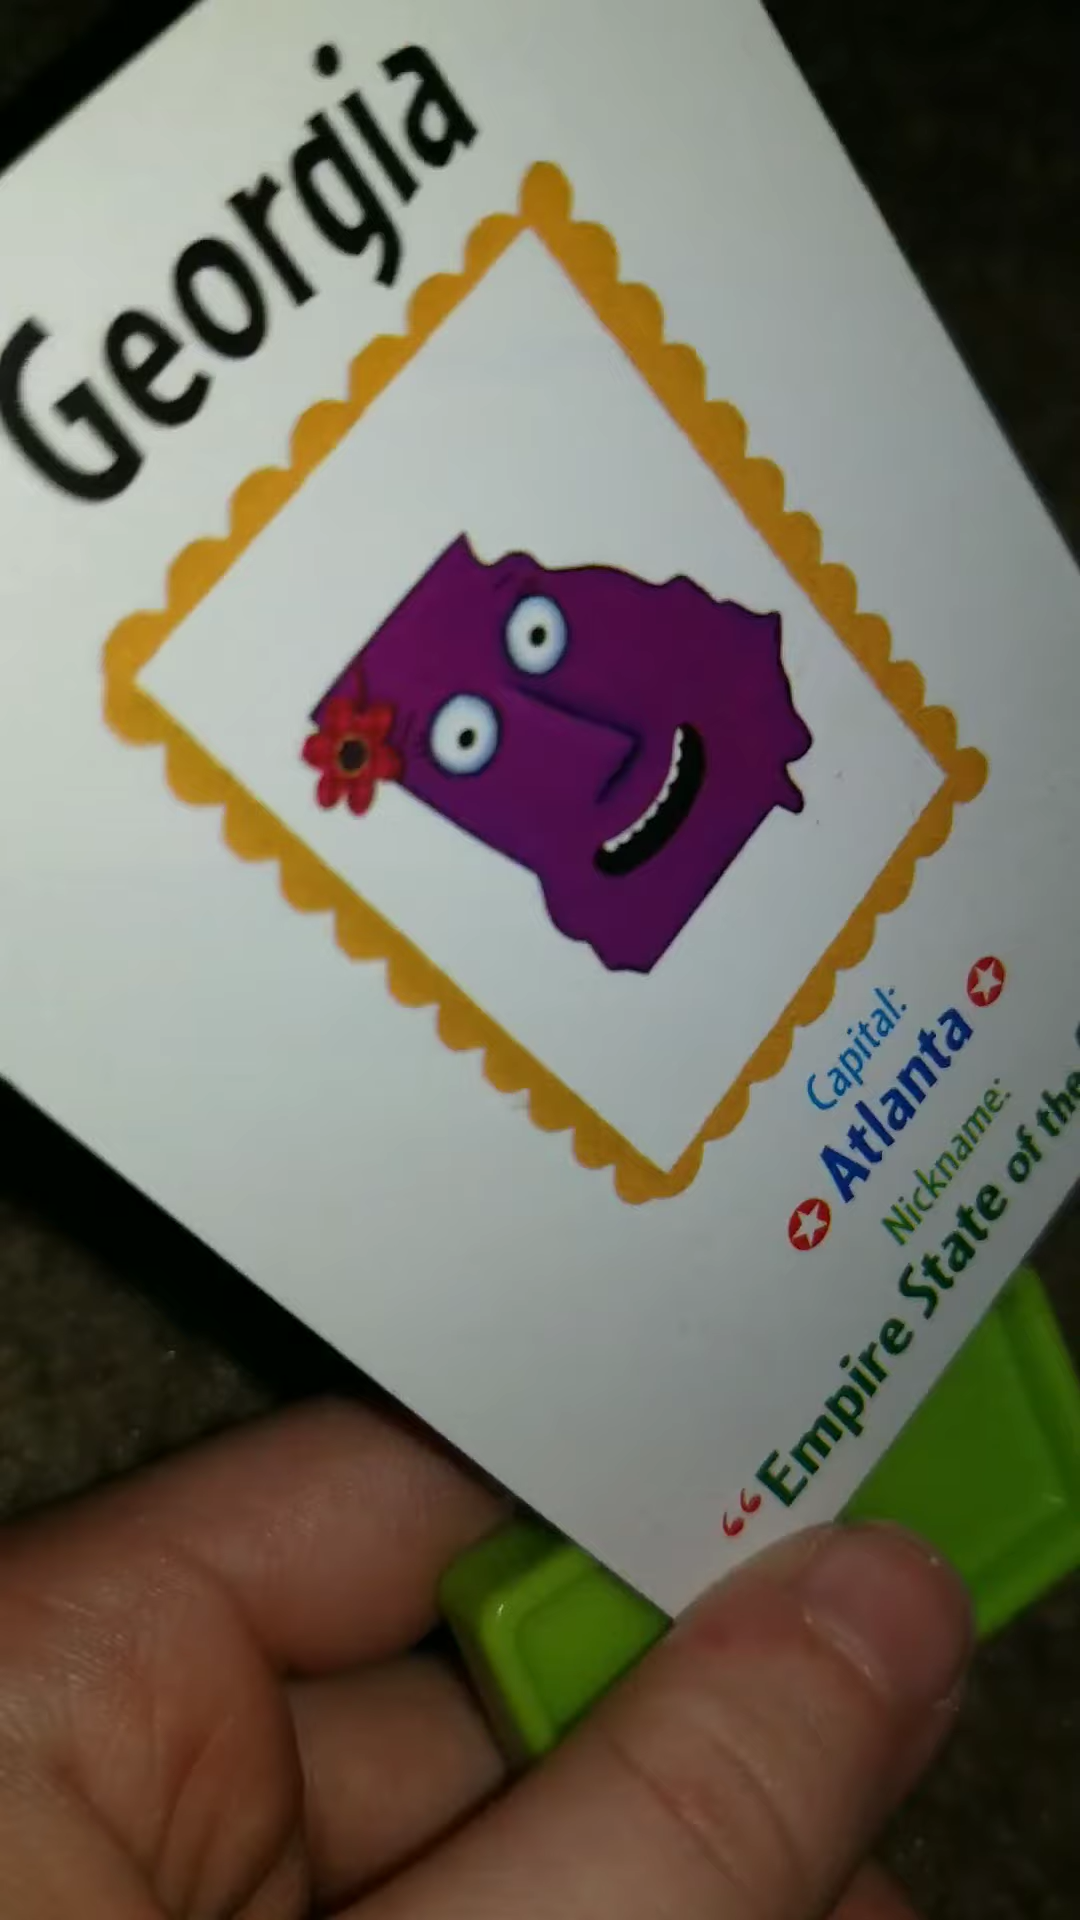 Georgia
Capital:
Atlanta
Nickname:
“Empire State of the